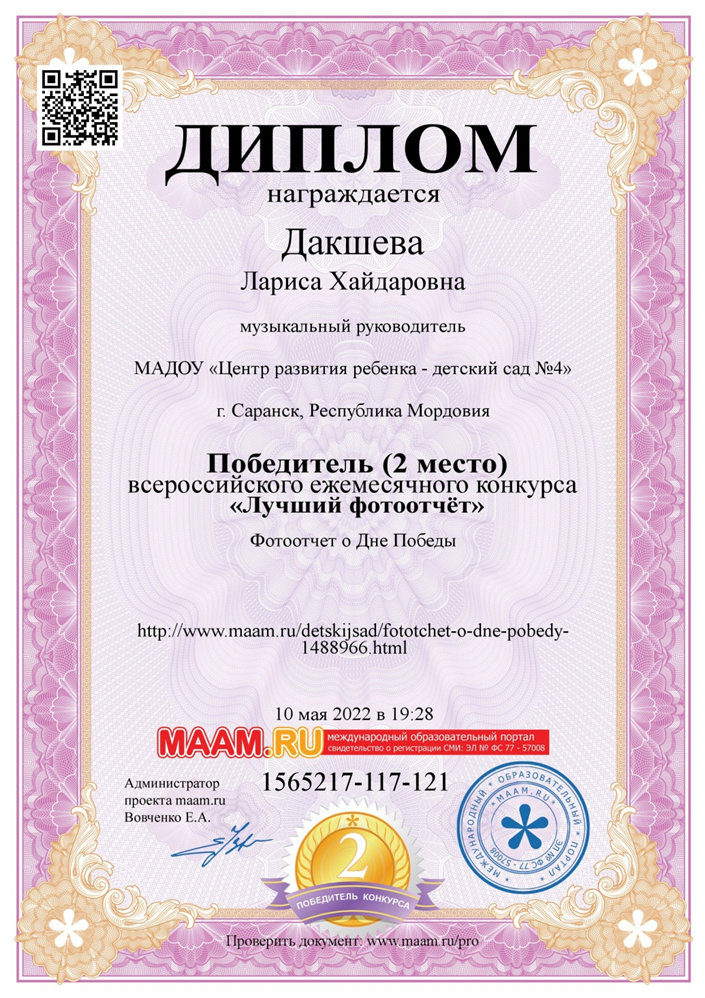 ДИПЛОМ
награждается
Дакшева
Лариса Хайдаровна
музыкальный руководитель
МАДОУ «Центр развития ребенка - детский сад №4»
г. Саранск, Республика Мордовия
Победитель (2 место)
всероссийского ежемесячного конкурса
«Лучший фотоотчёт»
Фотоотчет о Дне Победы
http://www.maam.ru/detskijsad/fototchet-o-dne-pobedy-
1488966.html
10 мая 2022 в 19:28
MAAM.RU
международный образовательный портал
свидетельство о регистрации СМИ: ЭЛ № ФС 77 - 57008
Администратор
проекта maam.ru
Вовченко Е.А.
1565217-117-121
МЕЖДУНАРОДНЫЙ * ОБРАЗОВАТЕЛЬНЫЙ * ПОРТАЛ *
* MAAM.RU *
ЭЛ № ФС 77 - 57008
2
ПОБЕДИТЕЛЬ КОНКУРСА
Проверить документ: www.maam.ru/pro